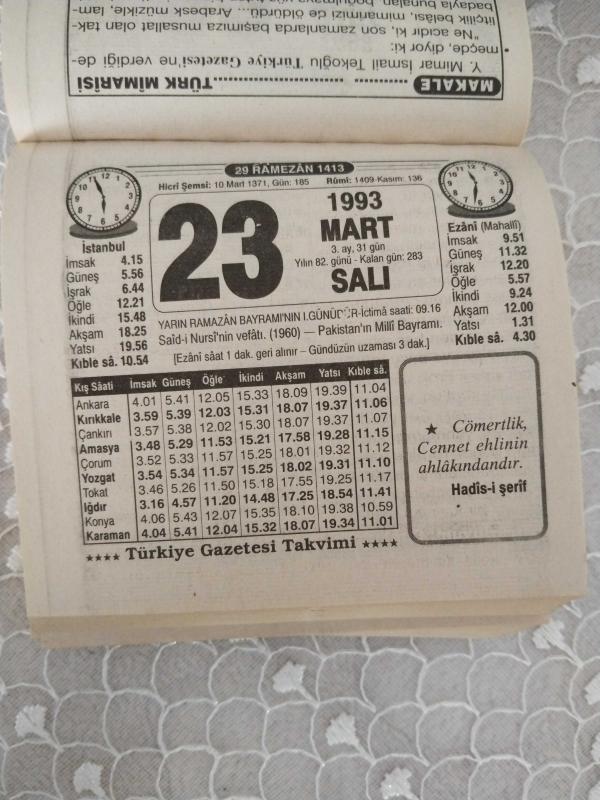 MAKALE ........ TÜRK MİMARİSİ
Y. Mimar İsmail Tekoğlu Türkiye Gazetesi'ne verdiği de-
meçde, diyor ki:
"Ne acıdır ki, son zamanlarda başımıza musallat olan tak-
litçilik belâsı, mimarimizi de öldürdü... Arabesk müzikle, lam-
29 RAMEZÂN 1413
Hicrî Şemsî: 10 Mart 1371, Gün: 185 Rûmî: 1409-Kasım: 136
23
1993
MART
3. ay, 31 gün
Yılın 82. günü - Kalan gün: 283
SALI
İstanbul
İmsak 4.15
Güneş 5.56
İşrak 6.44
Öğle 12.21
İkindi 15.48
Akşam 18.25
Yatsı 19.56
Kıble sâ. 10.54
Ezânî (Mahallî)
İmsak 9.51
Güneş 11.32
İşrak 12.20
Öğle 5.57
İkindi 9.24
Akşam 12.00
Yatsı 1.31
Kıble sâ. 4.30
YARIN RAMAZÂN BAYRAMI'NIN I.GÜNÜDÜR-İctimâ saati: 09.16
Saîd-i Nursî'nin vefâtı. (1960) — Pakistan'ın Millî Bayramı.
[Ezânî sâat 1 dak. geri alınır – Gündüzün uzaması 3 dak.]
Kış Sâati İmsak Güneş Öğle İkindi Akşam Yatsı Kıble sâ.
Ankara 4.01 5.41 12.05 15.33 18.09 19.39 11.04
Kırıkkale 3.59 5.39 12.03 15.31 18.07 19.37 11.06
Çankırı 3.57 5.38 12.02 15.30 18.07 19.37 11.07
Amasya 3.48 5.29 11.53 15.21 17.58 19.28 11.15
Çorum 3.52 5.33 11.57 15.25 18.01 19.32 11.12
Yozgat 3.54 5.34 11.57 15.25 18.02 19.31 11.10
Tokat 3.46 5.26 11.50 15.18 17.55 19.25 11.17
Iğdır 3.16 4.57 11.20 14.48 17.25 18.54 11.41
Konya 4.06 5.43 12.07 15.35 18.10 19.38 10.59
Karaman 4.04 5.41 12.04 15.32 18.07 19.34 11.01
★ Cömertlik,
Cennet ehlinin
ahlâkındandır.
Hadîs-i şerîf
★★★★ Türkiye Gazetesi Takvimi ★★★★